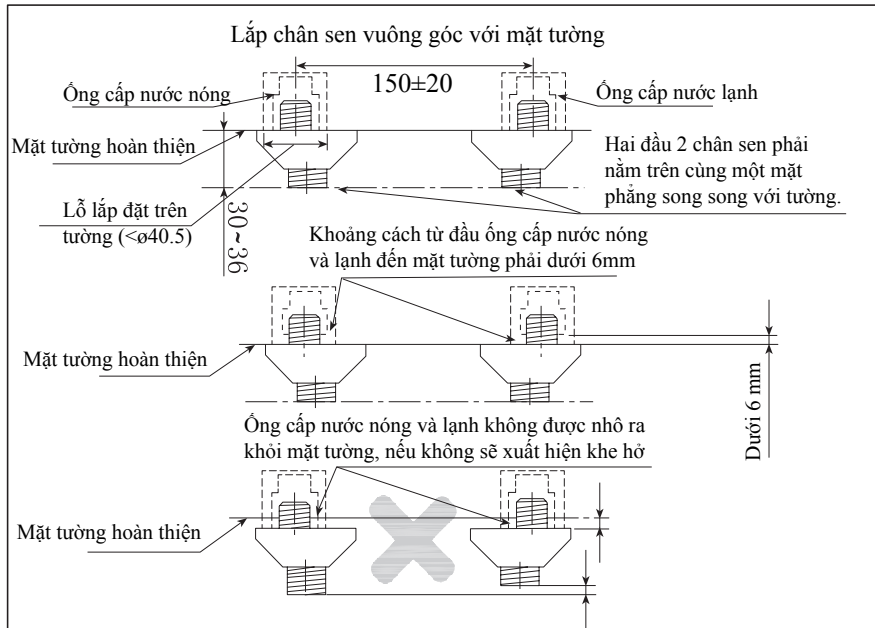 Lắp chân sen vuông góc với mặt tường
150±20
Ống cấp nước nóng
Ống cấp nước lạnh
Mặt tường hoàn thiện
Hai đầu 2 chân sen phải
nằm trên cùng một mặt
phẳng song song với tường.
Lỗ lắp đặt trên
tường (<ø40.5)
30~36
Khoảng cách từ đầu ống cấp nước nóng
và lạnh đến mặt tường phải dưới 6mm
Mặt tường hoàn thiện
Dưới 6 mm
Ống cấp nước nóng và lạnh không được nhô ra
khỏi mặt tường, nếu không sẽ xuất hiện khe hở
Mặt tường hoàn thiện